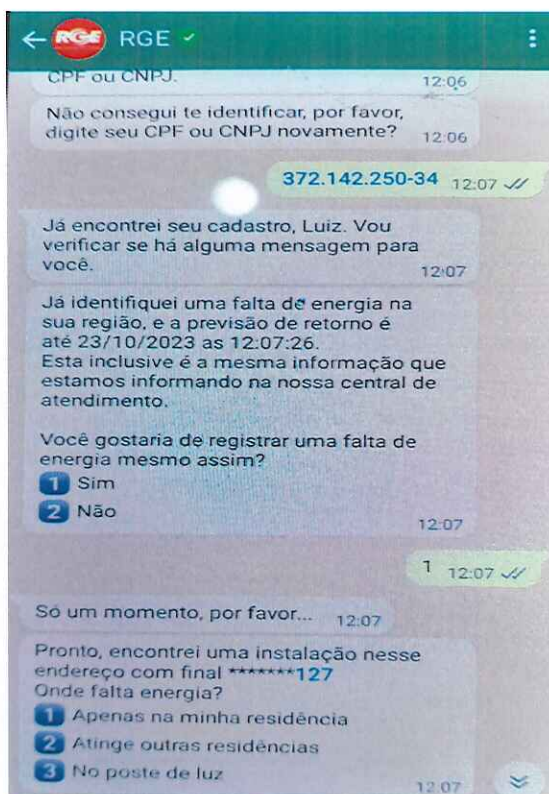 RGE RGE
CPF ou CNPJ.
12:06
Não consegui te identificar, por favor,
digite seu CPF ou CNPJ novamente? 12:06
372.142.250-34 12:07
Já encontrei seu cadastro, Luiz. Vou
verificar se há alguma mensagem para
você.
12:07
Já identifiquei uma falta de energia na
sua região, e a previsão de retorno é
até 23/10/2023 as 12:07:26.
Esta inclusive é a mesma informação que
estamos informando na nossa central de
atendimento.
Você gostaria de registrar uma falta de
energia mesmo assim?
1 Sim
2 Não
12:07
1 12:07
Só um momento, por favor... 12:07
Pronto, encontrei uma instalação nesse
endereço com final *******127
Onde falta energia?
1 Apenas na minha residência
2 Atinge outras residências
3 No poste de luz
12:07